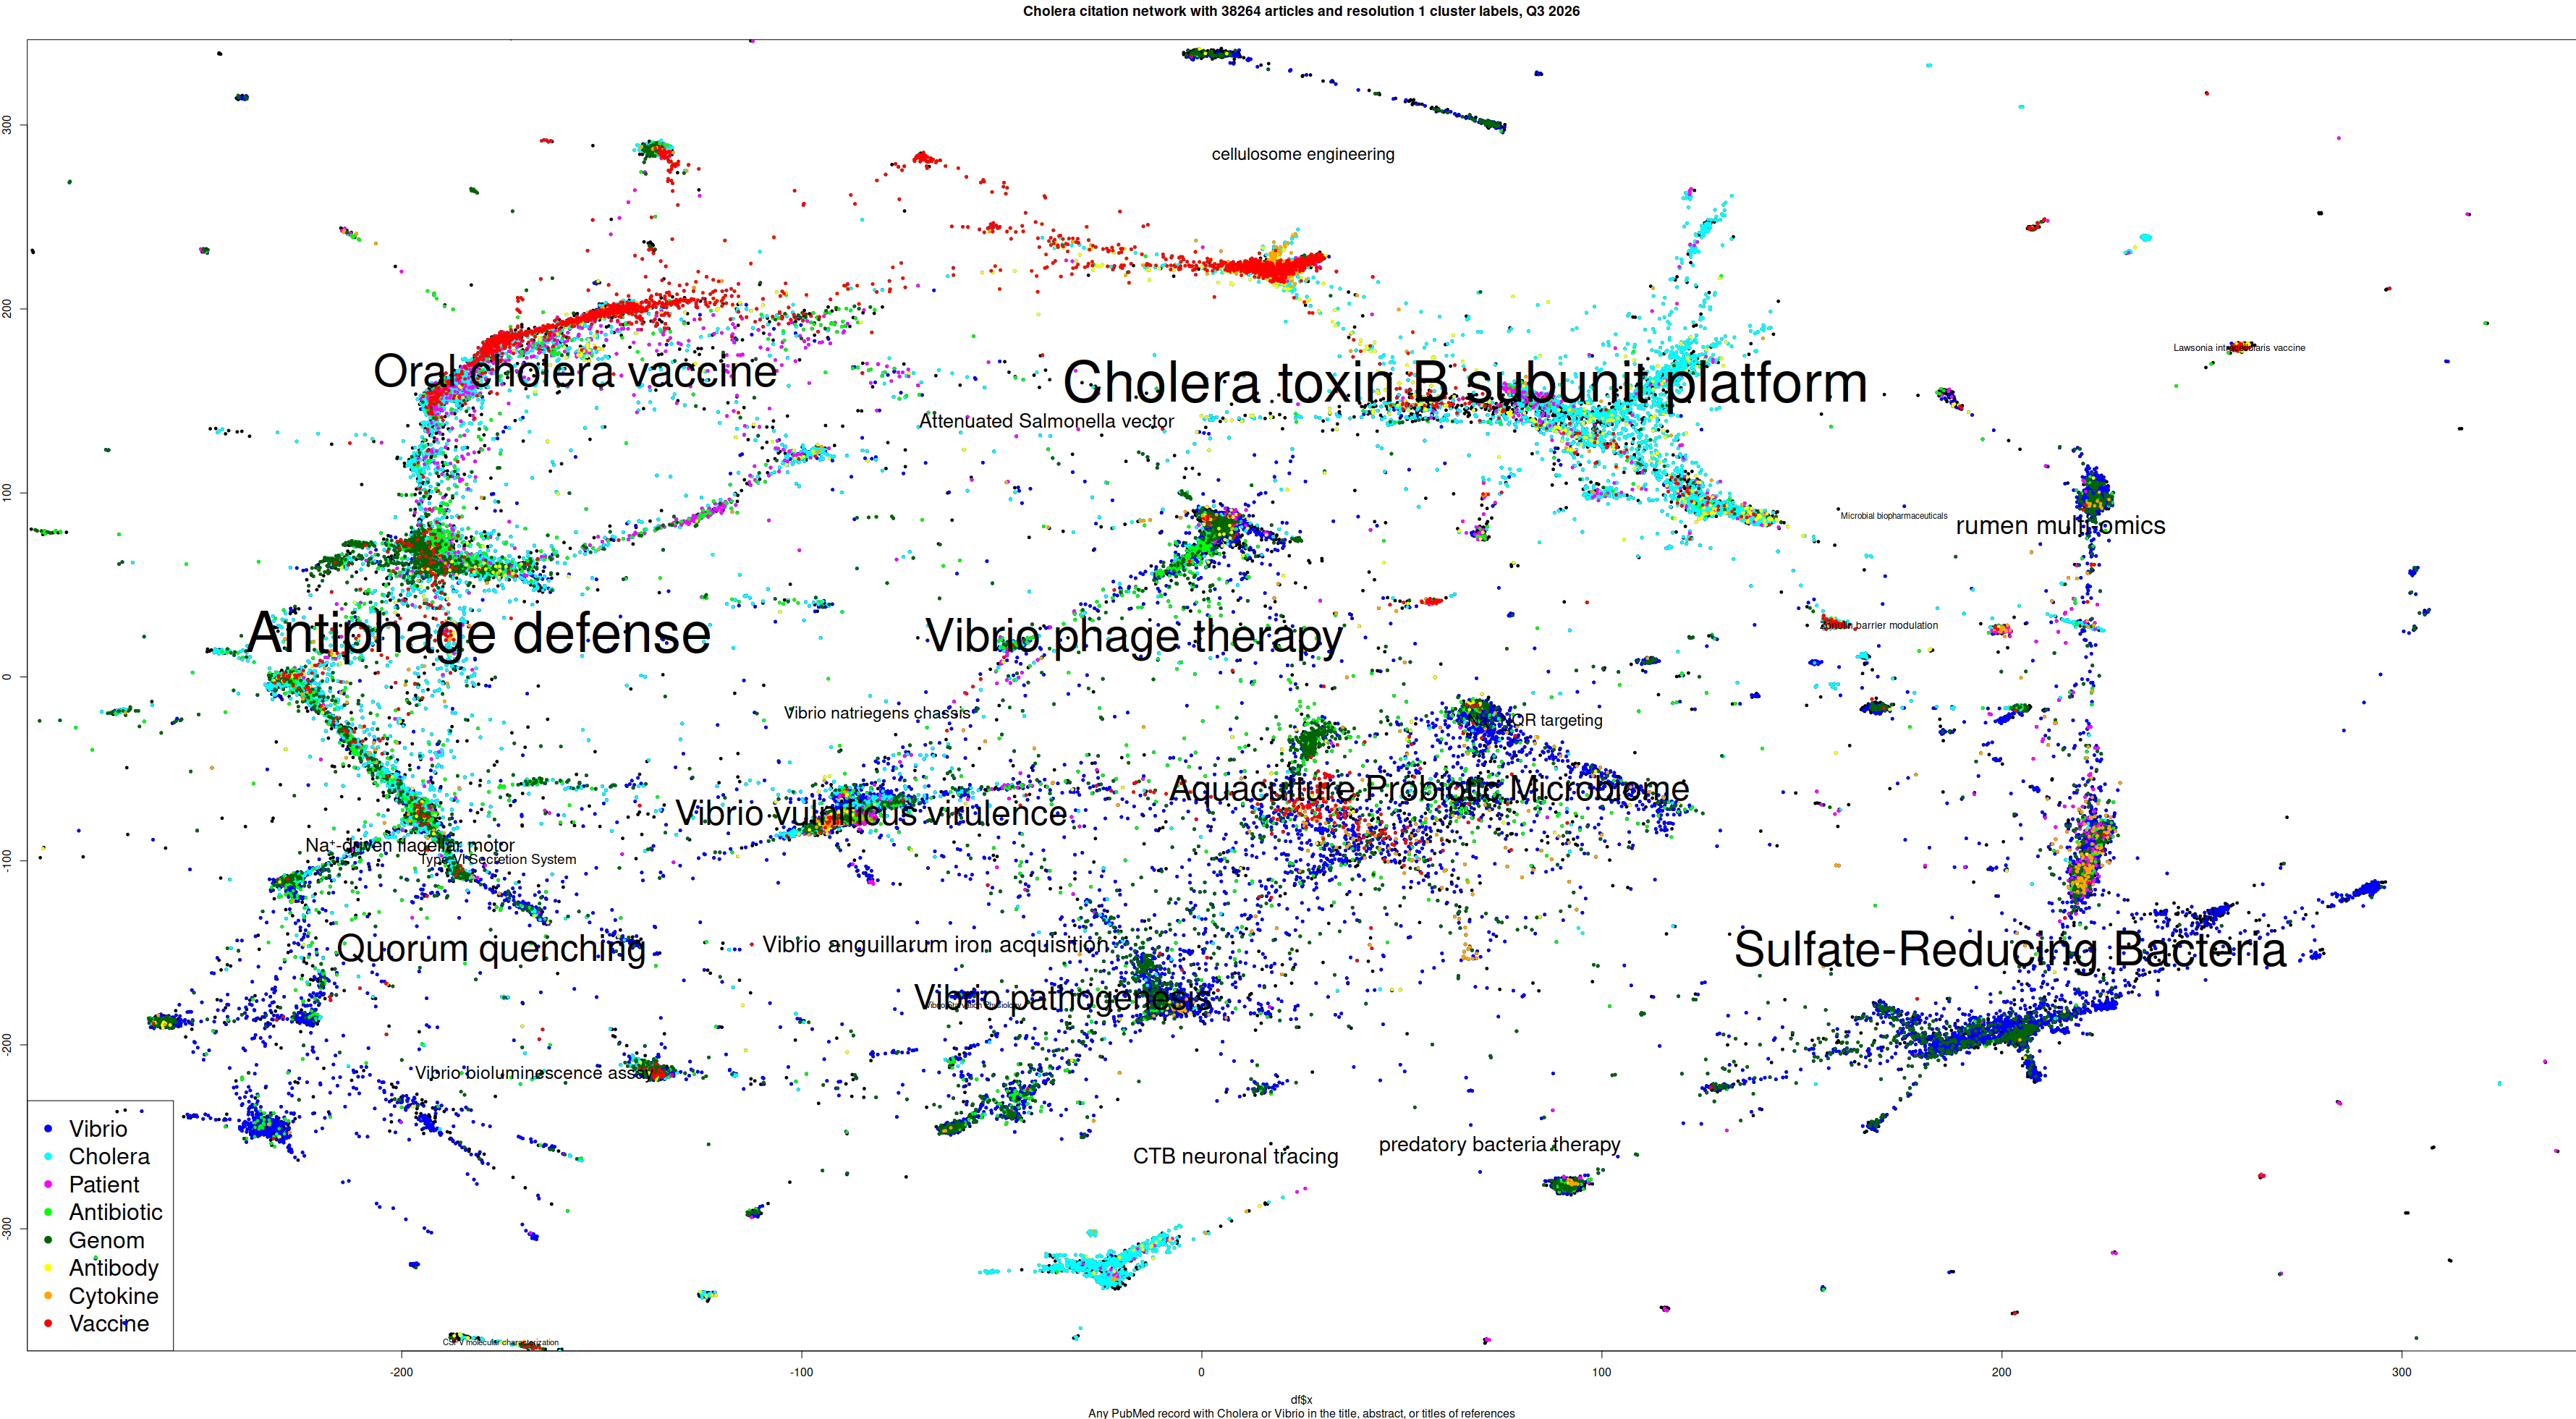 Cholera citation network with 38264 articles and resolution 1 cluster labels, Q3 2026
cellulosome engineering
300
200
Lawsonia intracellularis vaccine
Oral cholera vaccine
Cholera toxin B subunit platform
Attenuated Salmonella vector
100
Microbial biopharmaceuticals
rumen multi-omics
Zonulin barrier modulation
Antiphage defense
Vibrio phage therapy
0
Vibrio natriegens chassis
NQR targeting
Aquaculture Probiotic Microbiome
Vibrio vulnificus virulence
Na⁺-driven flagellar motor
Type VI Secretion System
-100
Quorum quenching
Vibrio anguillarum iron acquisition
Sulfate-Reducing Bacteria
Vibrio pathogenesis
-200
Vibrio bioluminescence assay
predatory bacteria therapy
CTB neuronal tracing
-300
Vibrio
Cholera
Patient
Antibiotic
Genom
Antibody
Cytokine
Vaccine
molecular characterization
-200 -100 0 100 200 300
df$x
Any PubMed record with Cholera or Vibrio in the title, abstract, or titles of references